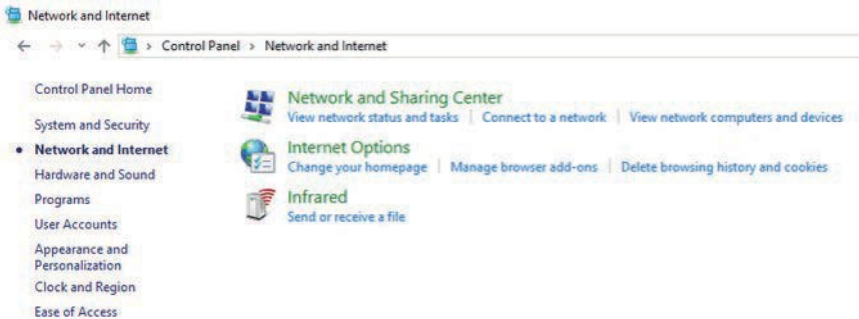 Network and Internet
Control Panel > Network and Internet
Control Panel Home
System and Security
Network and Internet
Hardware and Sound
Programs
User Accounts
Appearance and
Personalization
Clock and Region
Ease of Access
Network and Sharing Center
View network status and tasks | Connect to a network | View network computers and devices
Internet Options
Change your homepage | Manage browser add-ons | Delete browsing history and cookies
Infrared
Send or receive a file